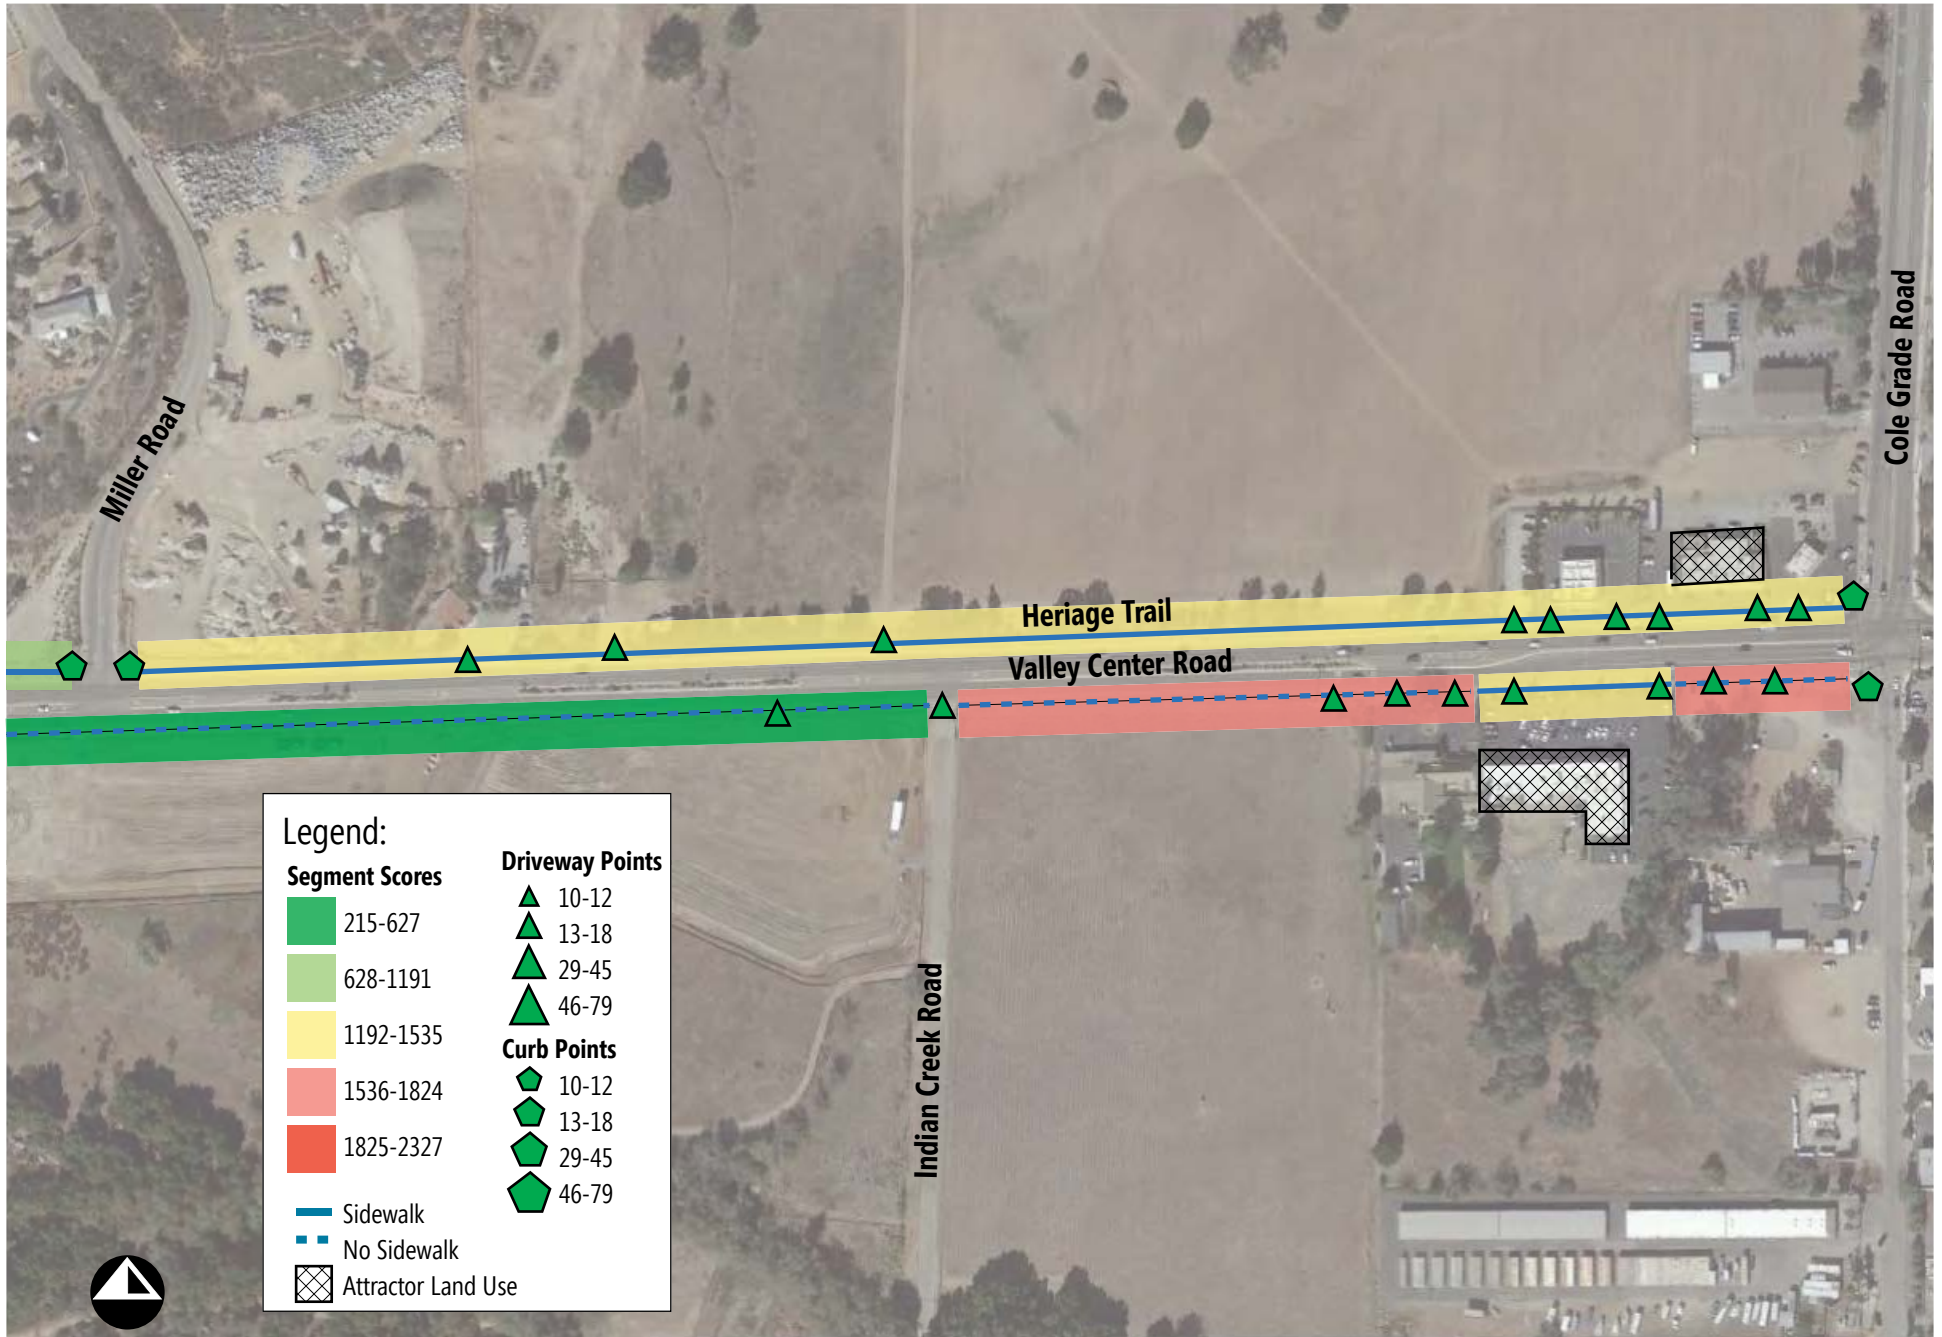 Miller Road
Cole Grade Road
Heriage Trail
Valley Center Road
Indian Creek Road
Legend:
Segment Scores
215-627
628-1191
1192-1535
1536-1824
1825-2327
Sidewalk
No Sidewalk
Attractor Land Use
Driveway Points
10-12
13-18
29-45
46-79
Curb Points
10-12
13-18
29-45
46-79